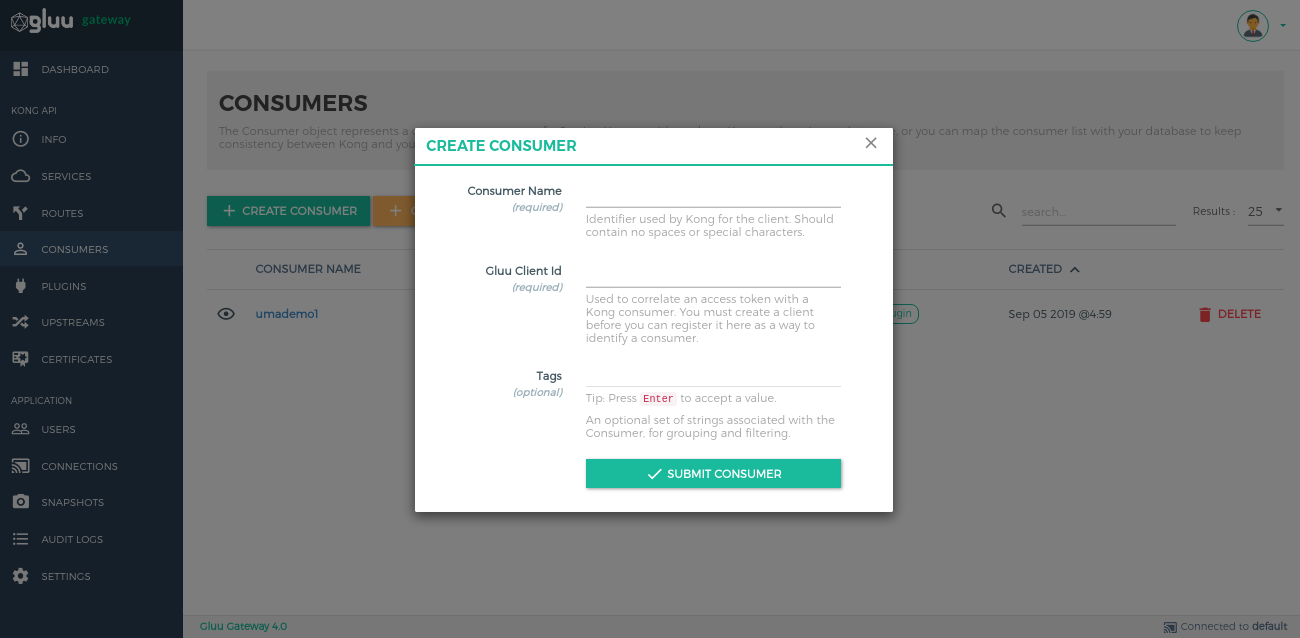 gluu gateway
DASHBOARD
KONG API
INFO
SERVICES
ROUTES
CONSUMERS
PLUGINS
UPSTREAMS
CERTIFICATES
APPLICATION
USERS
CONNECTIONS
SNAPSHOTS
AUDIT LOGS
SETTINGS
CONSUMERS
The Consumer object represents a
, or you can map the consumer list with your database to keep
consistency between Kong and
CREATE CONSUMER
search...
Results :
25
CONSUMER NAME
CREATED
umademo1
Sep 05 2019 @4:59
DELETE
CREATE CONSUMER
Consumer Name
(required)
Identifier used by Kong for the client. Should
contain no spaces or special characters.
Gluu Client Id
(required)
Used to correlate an access token with a
Kong consumer. You must create a client
before you can register it here as a way to
identify a consumer.
Tags
(optional)
Tip: Press Enter to accept a value.
An optional set of strings associated with the
Consumer, for grouping and filtering.
SUBMIT CONSUMER
Gluu Gateway 4.0
Connected to default